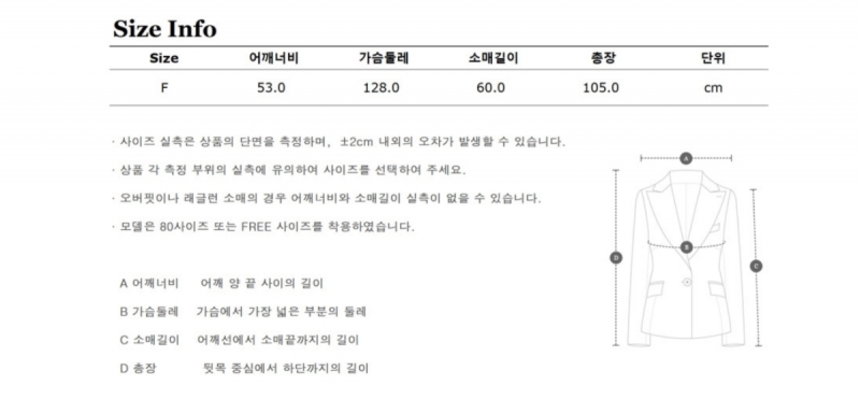 Size Info
Size 어깨너비 가슴둘레 소매길이 총장 단위
F 53.0 128.0 60.0 105.0 cm
· 사이즈 실측은 상품의 단면을 측정하며, ±2cm 내외의 오차가 발생할 수 있습니다.
· 상품 각 측정 부위의 실측에 유의하여 사이즈를 선택하여 주세요.
· 오버핏이나 래글런 소매의 경우 어깨너비와 소매길이 실측이 없을 수 있습니다.
· 모델은 80사이즈 또는 FREE 사이즈를 착용하였습니다.
A 어깨너비 어깨 양 끝 사이의 길이
B 가슴둘레 가슴에서 가장 넓은 부분의 둘레
C 소매길이 어깨선에서 소매끝까지의 길이
D 총장 뒷목 중심에서 하단까지의 길이
A
B
D
C